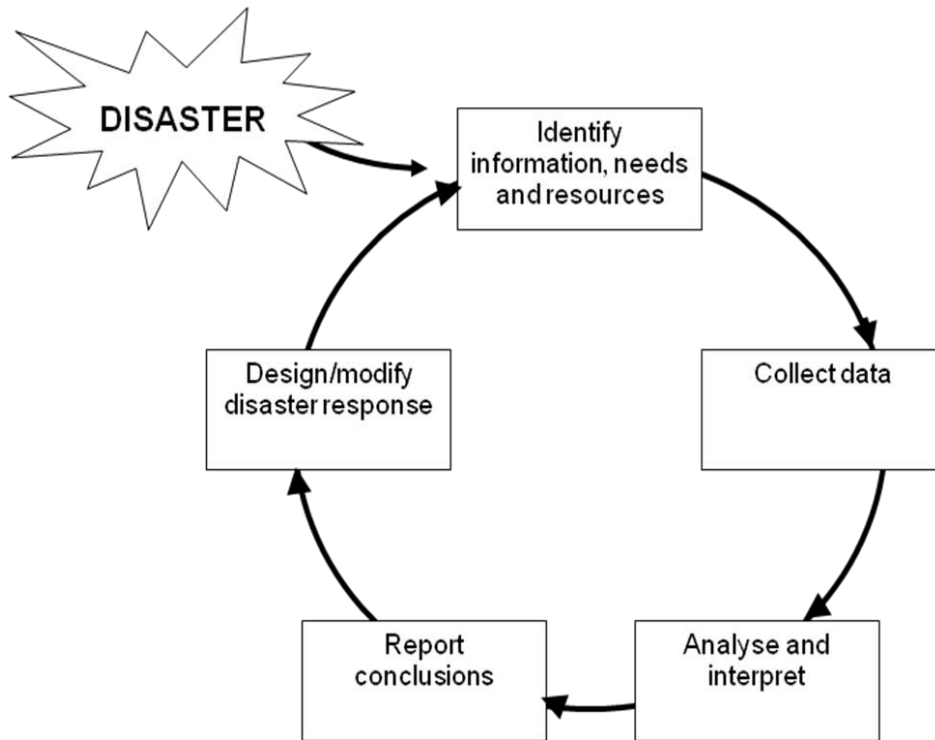 DISASTER
Identify
information, needs
and resources
Collect data
Analyse and
interpret
Report
conclusions
Design/modify
disaster response